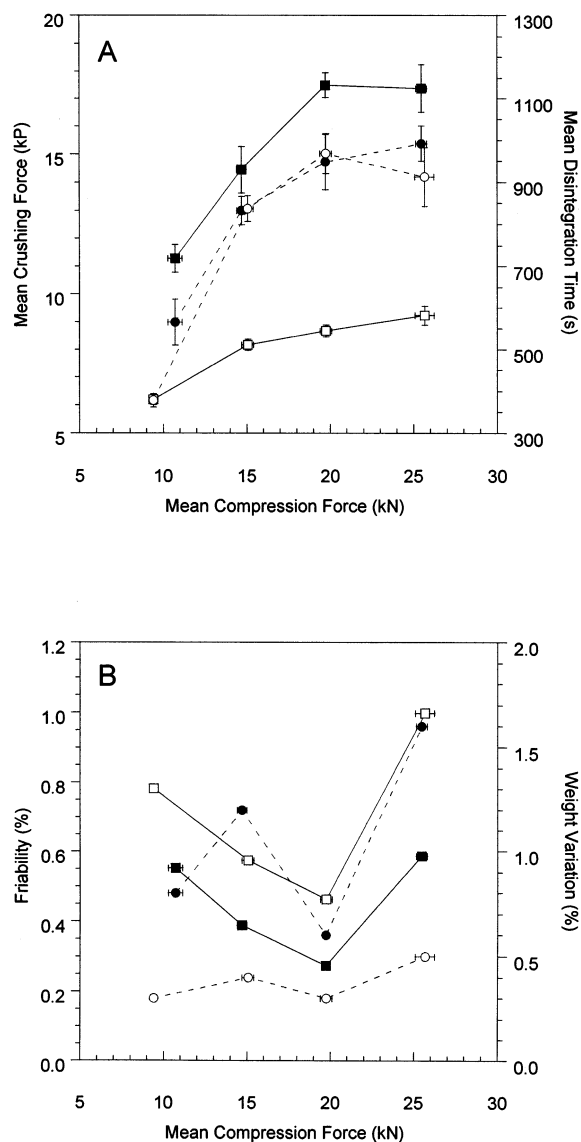 A
20
15
10
5
Mean Crushing Force (kP)
1300
1100
900
700
500
300
Mean Disintegration Time (s)
5 10 15 20 25 30
Mean Compression Force (kN)
B
1.2
1.0
0.8
0.6
0.4
0.2
0.0
Friability (%)
2.0
1.5
1.0
0.5
0.0
Weight Variation (%)
5 10 15 20 25 30
Mean Compression Force (kN)